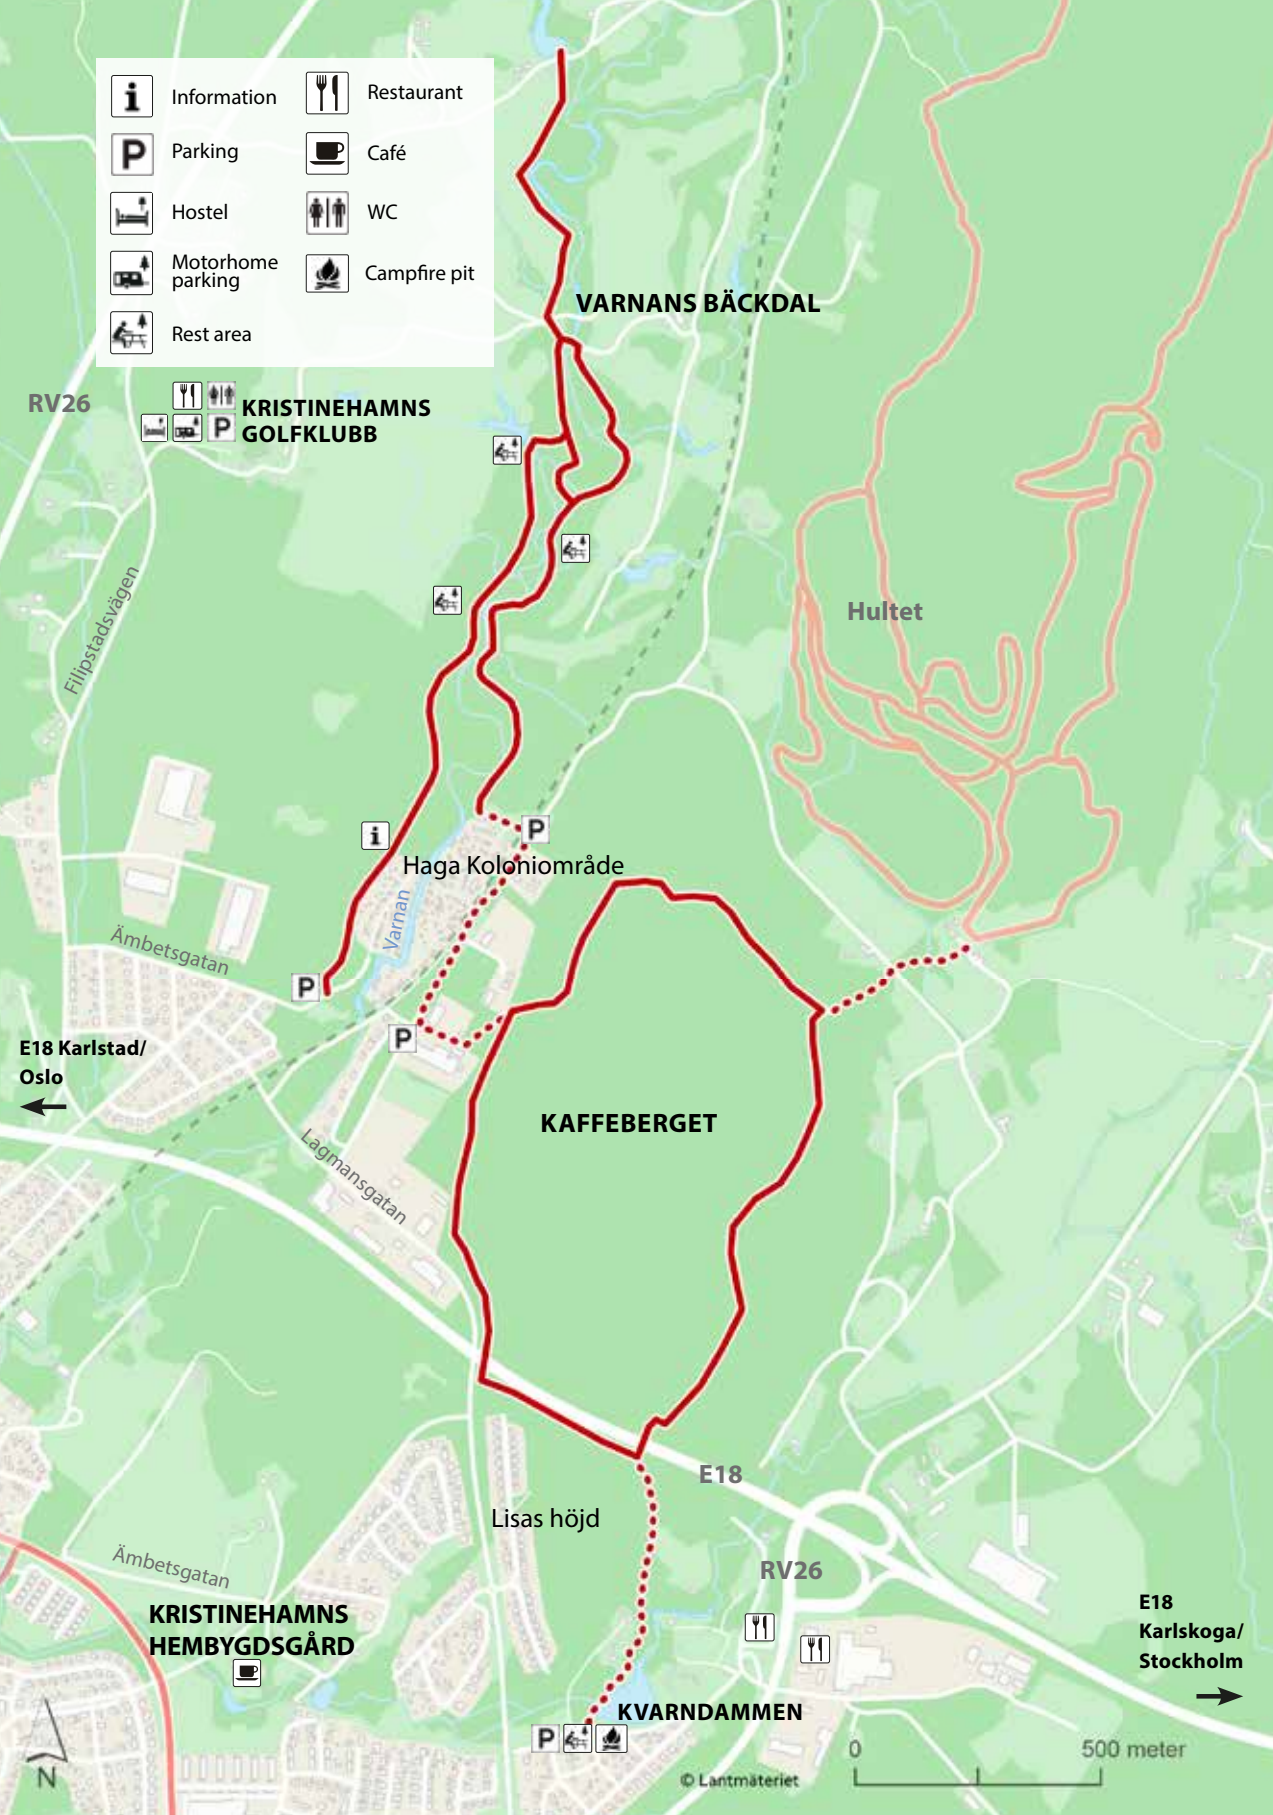 i
Information
P
Parking
Hostel
Motorhome
parking
Rest area
Restaurant
Café
WC
Campfire pit
VARNANS BÄCKDAL
RV26
KRISTINEHAMNS
P
GOLFKLUBB
Filipstadsvägen
Hultet
i
P
Haga Koloniområde
Varnan
Ämbetsgatan
P
P
E18 Karlstad/
Oslo
KAFFEBERGET
Lagmansgatan
E18
Lisas höjd
RV26
Ämbetsgatan
KRISTINEHAMNS
HEMBYGDSGÅRD
E18
Karlskoga/
Stockholm
KVARNDAMMEN
P
N
0
500 meter
© Lantmäteriet